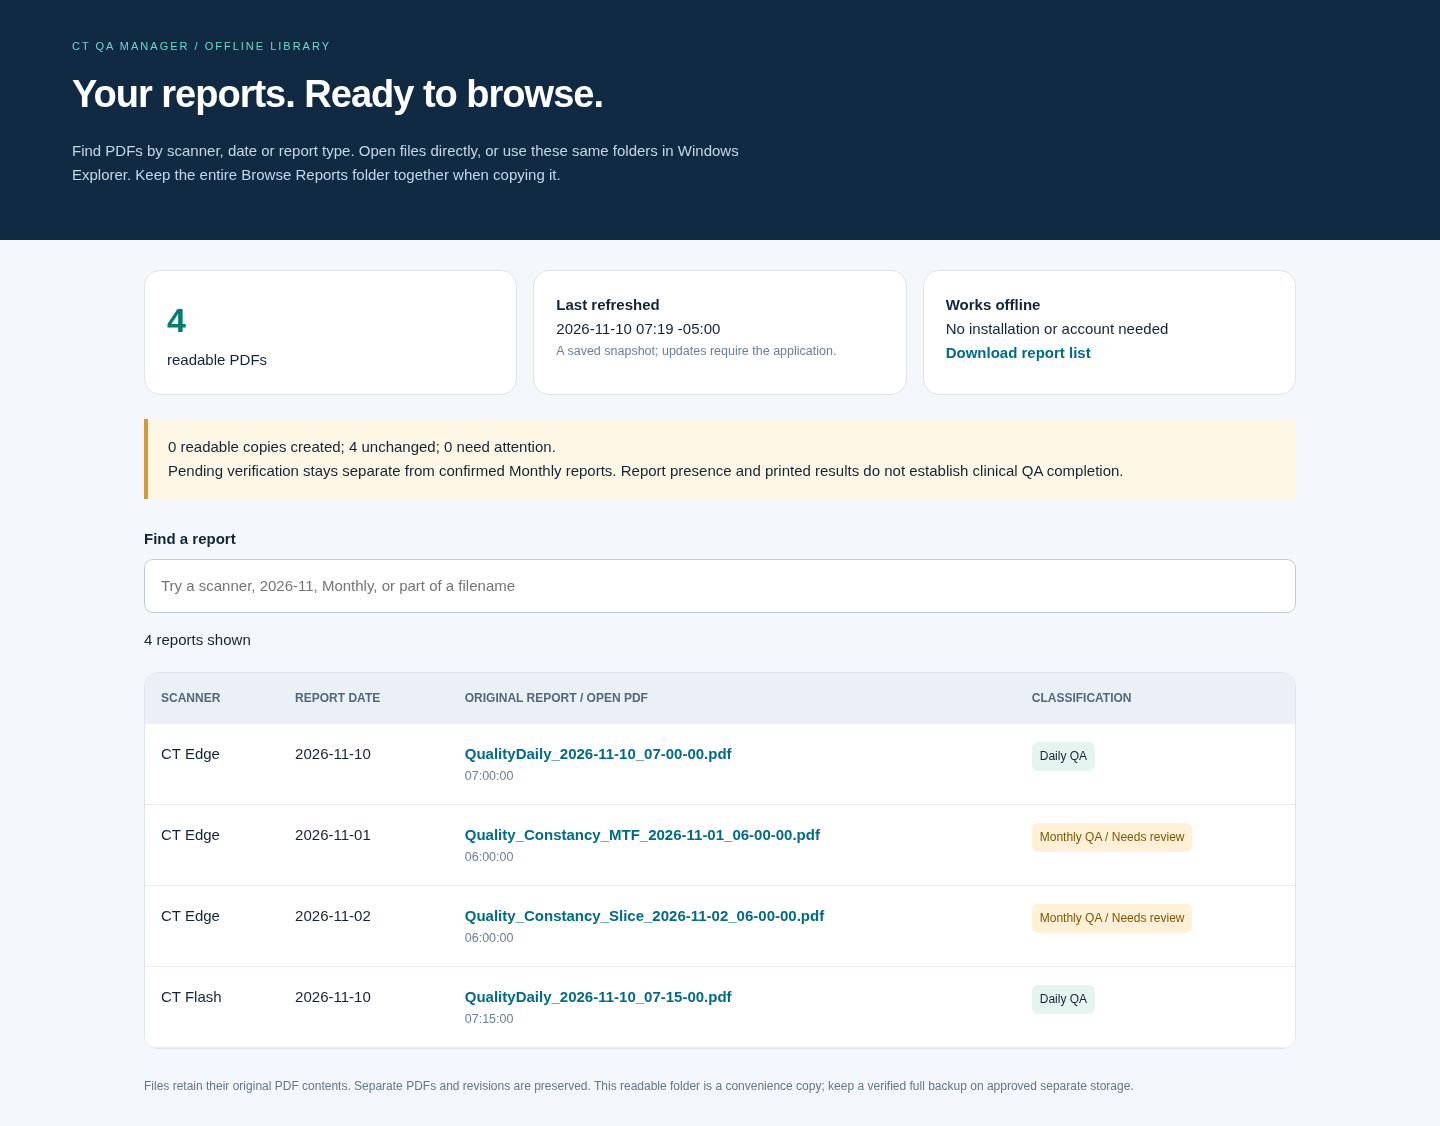 CT QA MANAGER / OFFLINE LIBRARY
Your reports. Ready to browse.
Find PDFs by scanner, date or report type. Open files directly, or use these same folders in Windows
Explorer. Keep the entire Browse Reports folder together when copying it.
4
readable PDFs
Last refreshed
2026-11-10 07:19 -05:00
A saved snapshot; updates require the application.
Works offline
No installation or account needed
Download report list
0 readable copies created; 4 unchanged; 0 need attention.
Pending verification stays separate from confirmed Monthly reports. Report presence and printed results do not establish clinical QA completion.
Find a report
Try a scanner, 2026-11, Monthly, or part of a filename
4 reports shown
SCANNER REPORT DATE ORIGINAL REPORT / OPEN PDF CLASSIFICATION
CT Edge 2026-11-10 QualityDaily_2026-11-10_07-00-00.pdf Daily QA
07:00:00
CT Edge 2026-11-01 Quality_Constancy_MTF_2026-11-01_06-00-00.pdf Monthly QA / Needs review
06:00:00
CT Edge 2026-11-02 Quality_Constancy_Slice_2026-11-02_06-00-00.pdf Monthly QA / Needs review
06:00:00
CT Flash 2026-11-10 QualityDaily_2026-11-10_07-15-00.pdf Daily QA
07:15:00
Files retain their original PDF contents. Separate PDFs and revisions are preserved. This readable folder is a convenience copy; keep a verified full backup on approved separate storage.